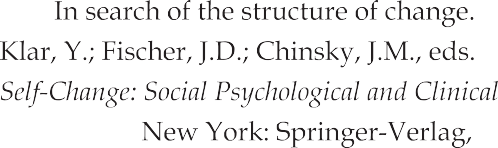 In search of the structure of change.
Klar, Y.; Fischer, J.D.; Chinsky, J.M., eds.
Self-Change: Social Psychological and Clinical
New York: Springer-Verlag,